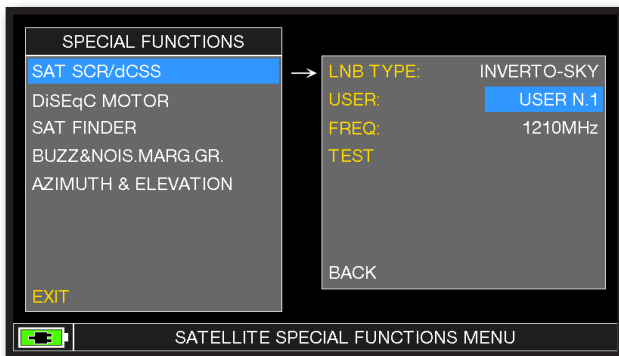 SPECIAL FUNCTIONS
SAT SCR/dCSS
DiSEqC MOTOR
SAT FINDER
BUZZ&NOIS.MARG.GR.
AZIMUTH & ELEVATION
EXIT
LNB TYPE: INVERTO-SKY
USER: USER N.1
FREQ: 1210MHz
TEST
BACK
SATELLITE SPECIAL FUNCTIONS MENU